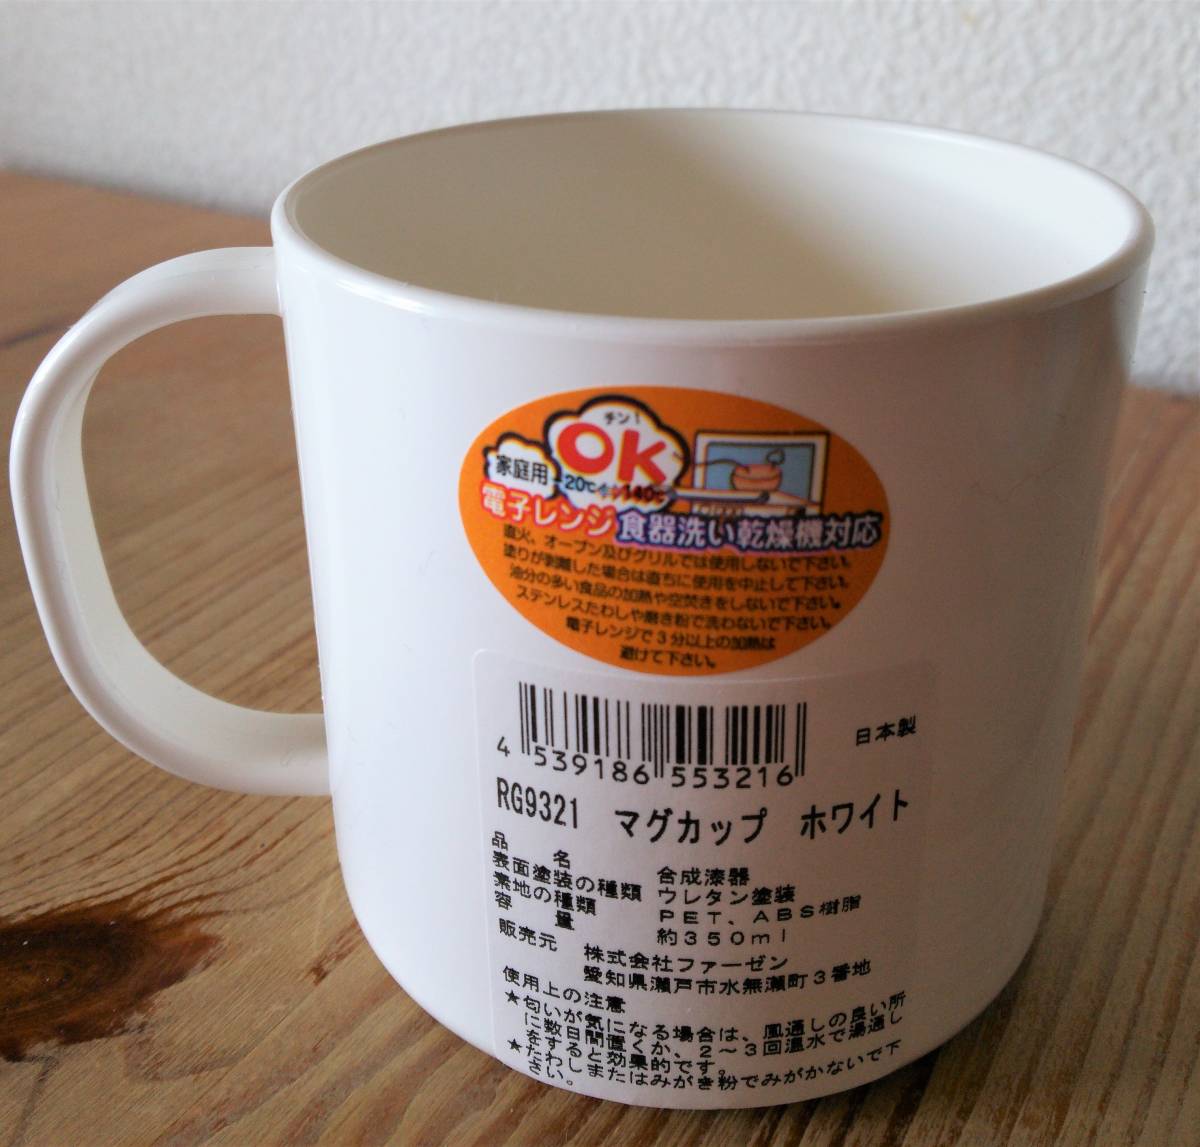 チン!
OK
家庭用
-20℃⇔140℃
電子レンジ 食器洗い乾燥機対応
直火、オーブン及びグリルでは使用しないで下さい。
塗りが剥離した場合は直ちに使用を中止して下さい。
油分の多い食品の加熱や空焚きをしないで下さい。
ステンレスたわしや磨き粉で洗わないで下さい。
電子レンジで3分以上の加熱は
避けて下さい。
4 539186 553216
日本製
RG9321 マグカップ ホワイト
品 名 合成漆器
表面塗装の種類 ウレタン塗装
素地の種類 PET、ABS樹脂
容 量 約350ml
販売元 株式会社ファーゼン
愛知県瀬戸市水無瀬町3番地
使用上の注意
★匂いが気になる場合は、風通しの良い所
に数日間置くか、2~3回温水で湯通し
をすると効果的です。
★たわしまたはみがき粉でみがかないで下
さい。